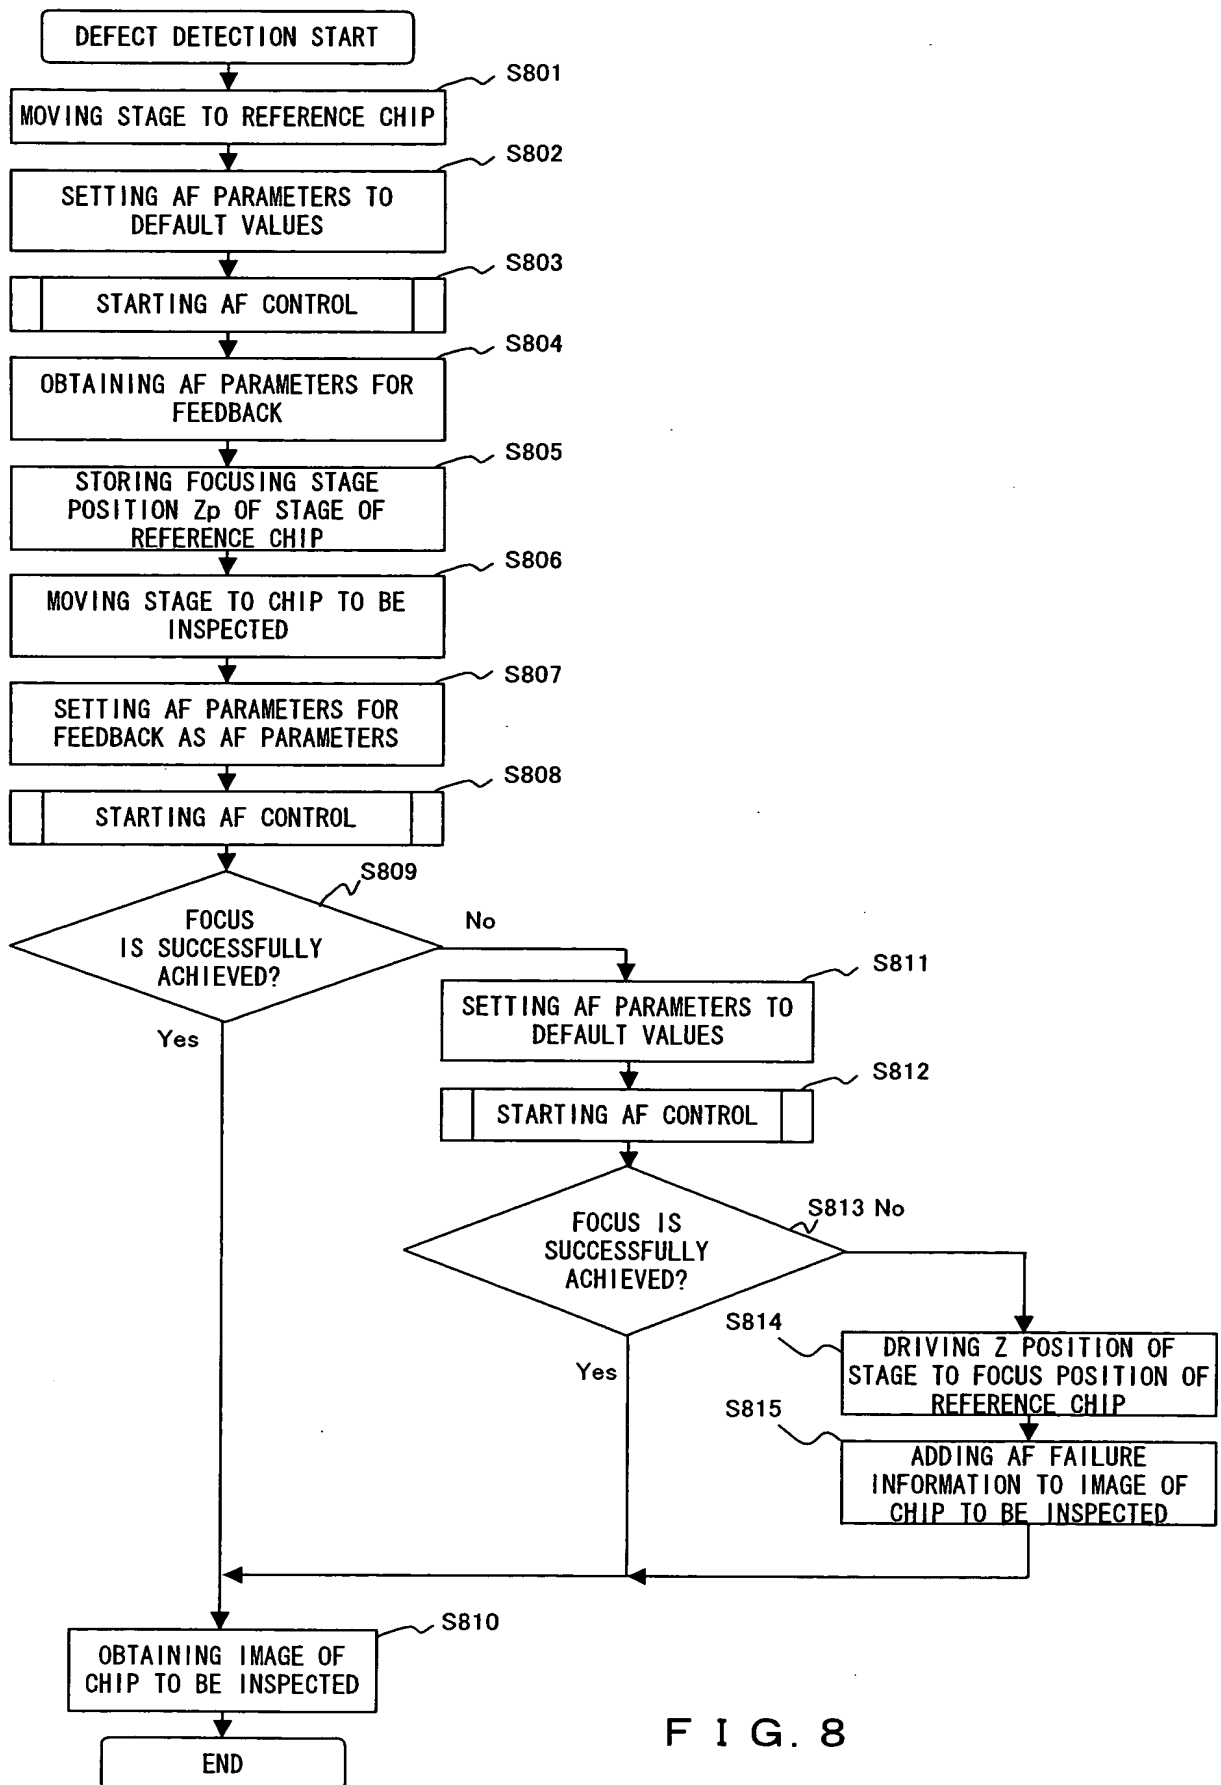 DEFECT DETECTION START
S801
MOVING STAGE TO REFERENCE CHIP
S802
SETTING AF PARAMETERS TO
DEFAULT VALUES
S803
STARTING AF CONTROL
S804
OBTAINING AF PARAMETERS FOR
FEEDBACK
S805
STORING FOCUSING STAGE
POSITION Zp OF STAGE OF
REFERENCE CHIP
S806
MOVING STAGE TO CHIP TO BE
INSPECTED
S807
SETTING AF PARAMETERS FOR
FEEDBACK AS AF PARAMETERS
S808
STARTING AF CONTROL
S809
FOCUS
IS SUCCESSFULLY
ACHIEVED?
No
Yes
S811
SETTING AF PARAMETERS TO
DEFAULT VALUES
S812
STARTING AF CONTROL
S813 No
FOCUS IS
SUCCESSFULLY
ACHIEVED?
Yes
S814
DRIVING Z POSITION OF
STAGE TO FOCUS POSITION OF
REFERENCE CHIP
S815
ADDING AF FAILURE
INFORMATION TO IMAGE OF
CHIP TO BE INSPECTED
S810
OBTAINING IMAGE OF
CHIP TO BE INSPECTED
END
FIG. 8